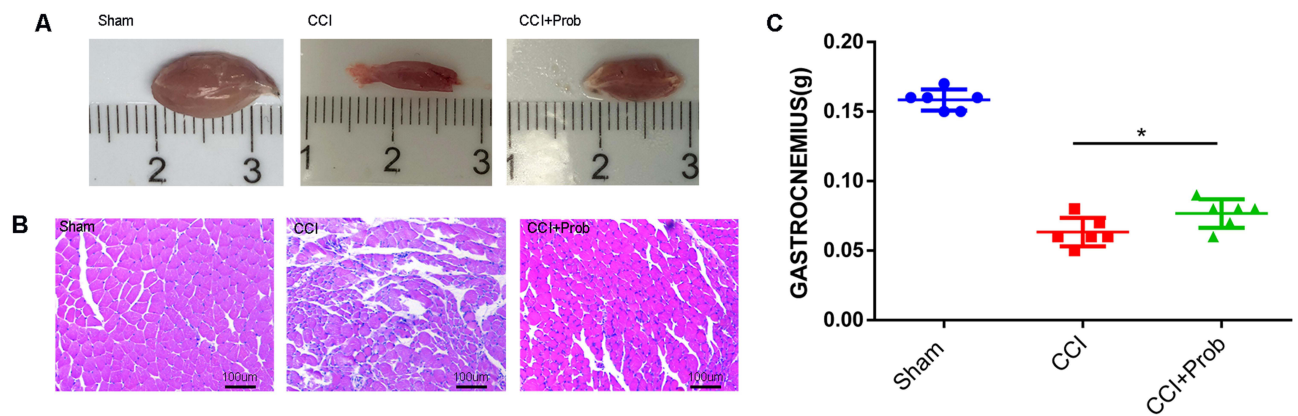 A
Sham
CCI
CCI+Prob
2
3
1
2
3
1
2
3
B
Sham
CCI
CCI+Prob
100um
100um
100um
C
GASTROCNEMIUS(g)
0.20
0.15
0.10
0.05
0.00
*
Sham
CCI
CCI+Prob